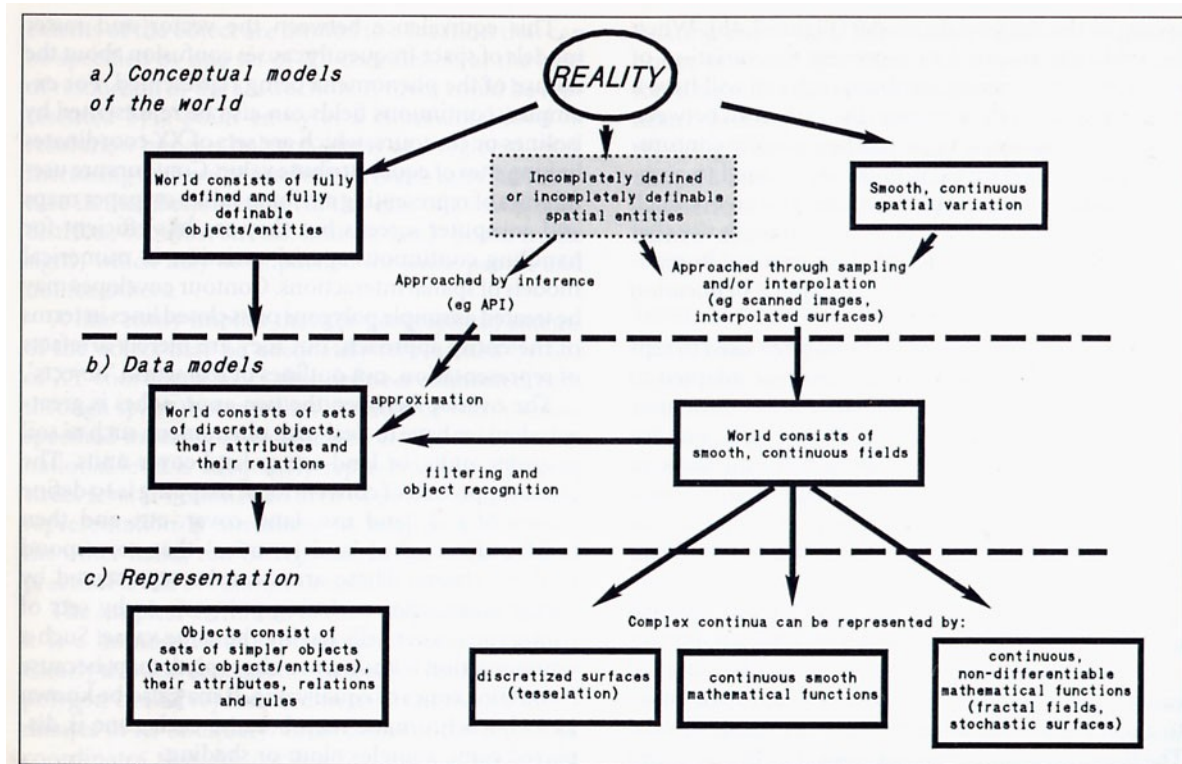 a) Conceptual models
of the world
REALITY
World consists of fully
defined and fully
definable
objects/entities
Incompletely defined
or incompletely definable
spatial entities
Smooth, continuous
spatial variation
Approached by inference
(eg API)
Approached through sampling
and/or interpolation
(eg scanned images,
interpolated surfaces)
b) Data models
World consists of sets
of discrete objects,
their attributes and
their relations
approximation
World consists of
smooth, continuous fields
filtering and
object recognition
c) Representation
Objects consist of
sets of simpler objects
(atomic objects/entities),
their attributes, relations
and rules
Complex continua can be represented by:
discretized surfaces
(tesselation)
continuous smooth
mathematical functions
continuous,
non-differentiable
mathematical functions
(fractal fields,
stochastic surfaces)